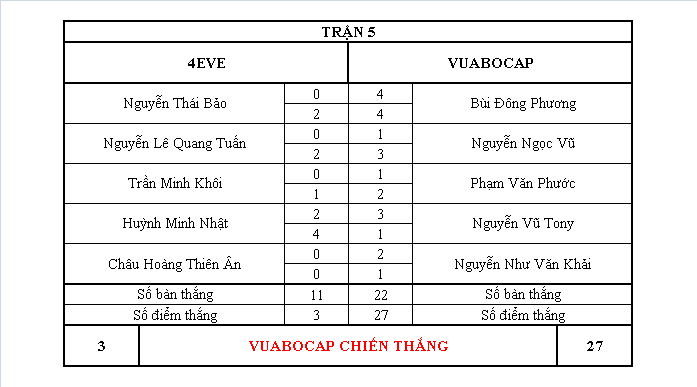 TRẬN 5
4EVE VUABOCAP
Nguyễn Thái Bảo 0 4 Bùi Đông Phương
2 4
Nguyễn Lê Quang Tuấn 0 1 Nguyễn Ngọc Vũ
2 3
Trần Minh Khôi 0 1 Phạm Văn Phước
1 2
Huỳnh Minh Nhật 2 3 Nguyễn Vũ Tony
4 1
Châu Hoàng Thiên Ân 0 2 Nguyễn Như Văn Khải
0 1
Số bàn thắng 11 22 Số bàn thắng
Số điểm thắng 3 27 Số điểm thắng
3 VUABOCAP CHIẾN THẮNG 27